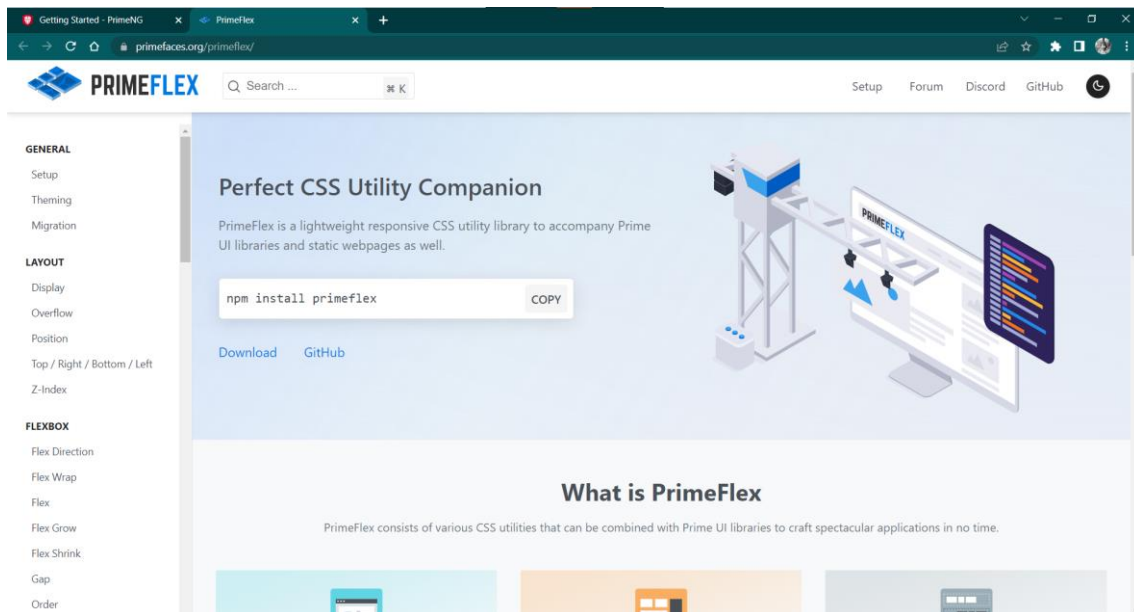 Getting Started - PrimeNG
PrimeFlex
primefaces.org/primeflex/
PRIMEFLEX
Search ...
⌘ K
Setup
Forum
Discord
GitHub
GENERAL
Setup
Theming
Migration
LAYOUT
Display
Overflow
Position
Top / Right / Bottom / Left
Z-Index
FLEXBOX
Flex Direction
Flex Wrap
Flex
Flex Grow
Flex Shrink
Gap
Order
Perfect CSS Utility Companion
PrimeFlex is a lightweight responsive CSS utility library to accompany Prime
UI libraries and static webpages as well.
npm install primeflex
COPY
Download
GitHub
PRIMEFLEX
What is PrimeFlex
PrimeFlex consists of various CSS utilities that can be combined with Prime UI libraries to craft spectacular applications in no time.